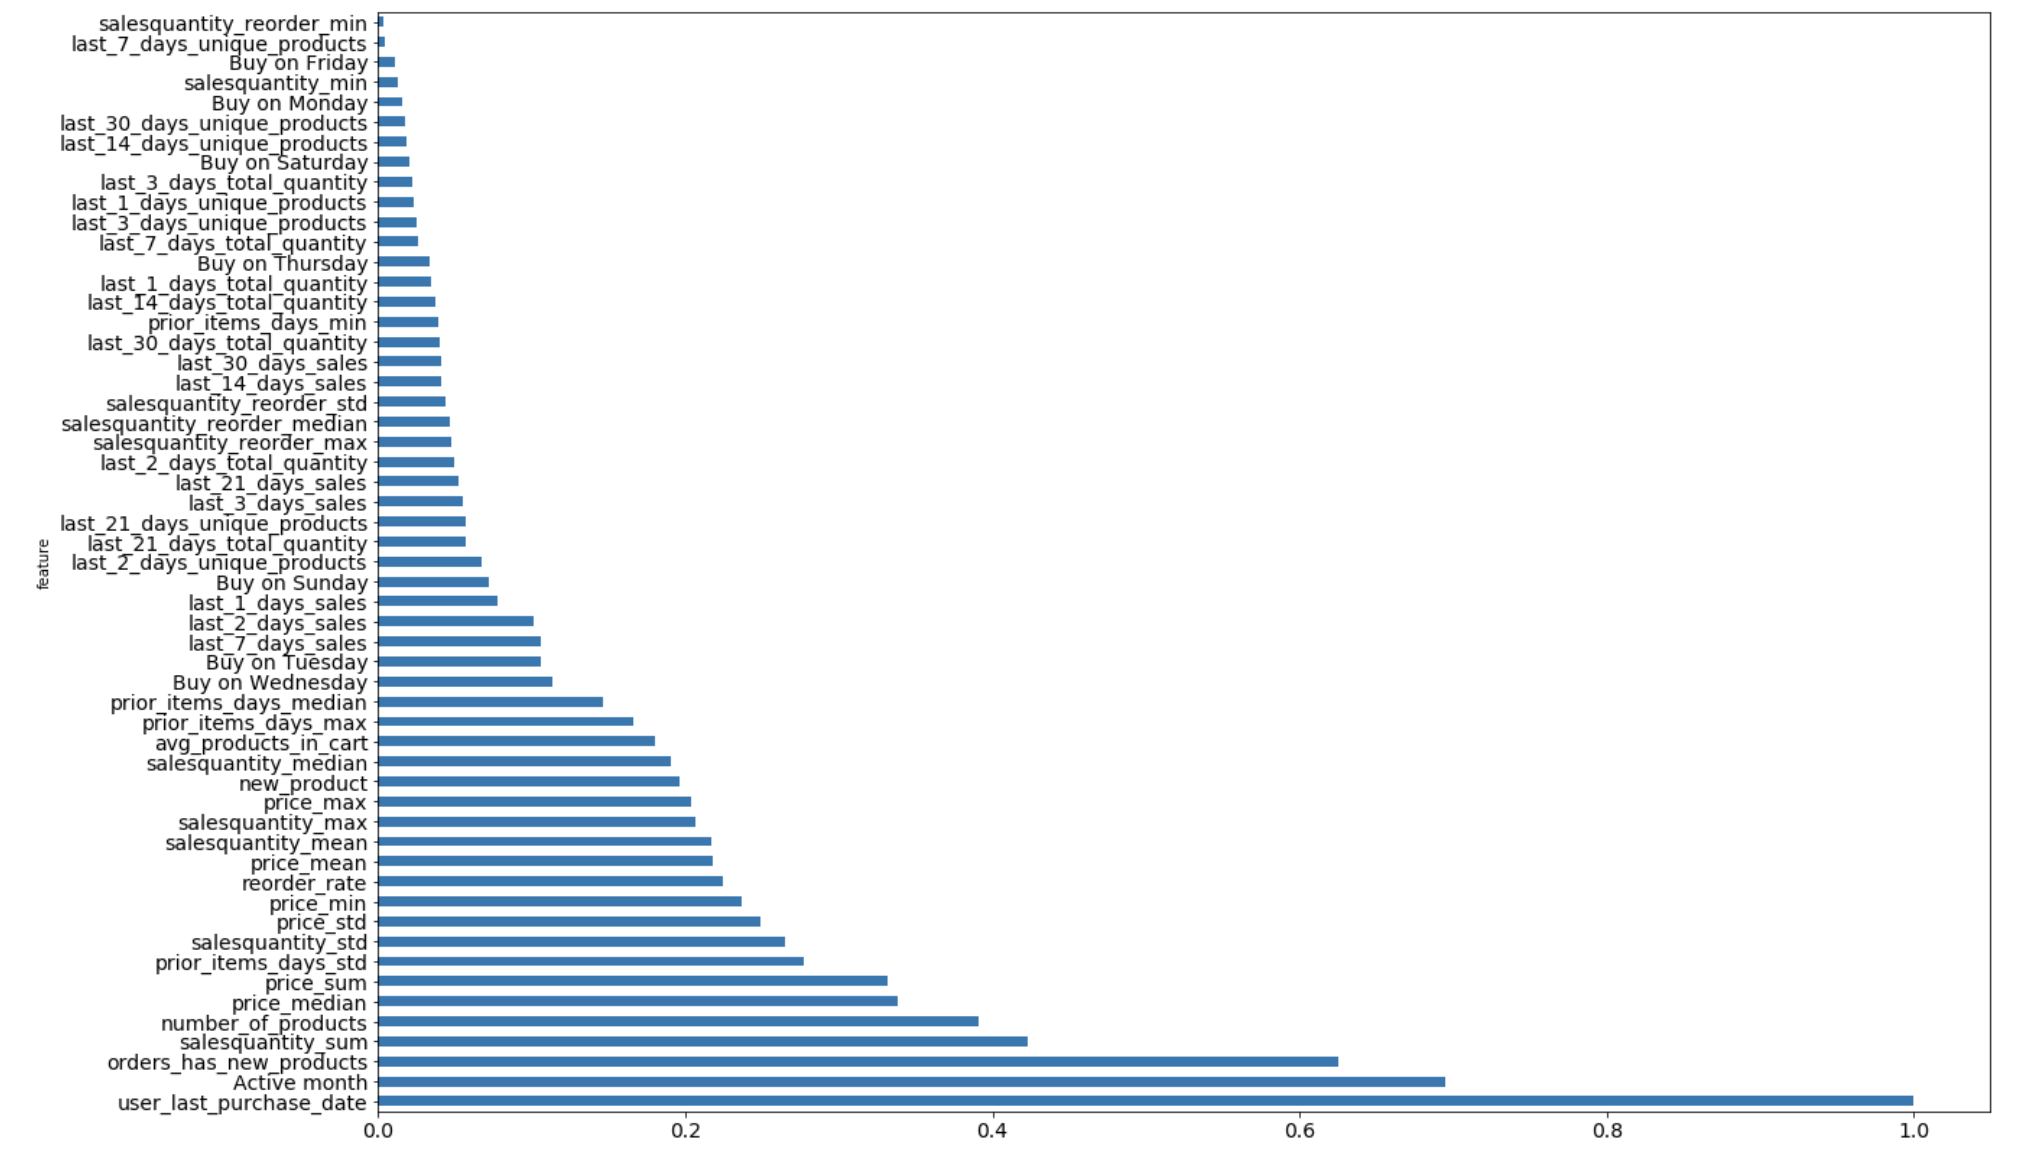 salesquantity_reorder_min
last_7_days_unique_products
Buy on Friday
salesquantity_min
Buy on Monday
last_30_days_unique_products
last_14_days_unique_products
Buy on Saturday
last_3_days_total_quantity
last_1_days_unique_products
last_3_days_unique_products
last_7_days_total_quantity
Buy on Thursday
last_1_days_total_quantity
last_14_days_total_quantity
prior_items_days_min
last_30_days_total_quantity
last_30_days_sales
last_14_days_sales
salesquantity_reorder_std
salesquantity_reorder_median
salesquantity_reorder_max
last_2_days_total_quantity
last_21_days_sales
last_3_days_sales
last_21_days_unique_products
last_21_days_total_quantity
last_2_days_unique_products
Buy on Sunday
last_1_days_sales
last_2_days_sales
last_7_days_sales
Buy on Tuesday
Buy on Wednesday
prior_items_days_median
prior_items_days_max
avg_products_in_cart
salesquantity_median
new_product
price_max
salesquantity_max
salesquantity_mean
price_mean
reorder_rate
price_min
price_std
salesquantity_std
prior_items_days_std
price_sum
price_median
number_of_products
salesquantity_sum
orders_has_new_products
Active month
user_last_purchase_date
feature
0.0 0.2 0.4 0.6 0.8 1.0